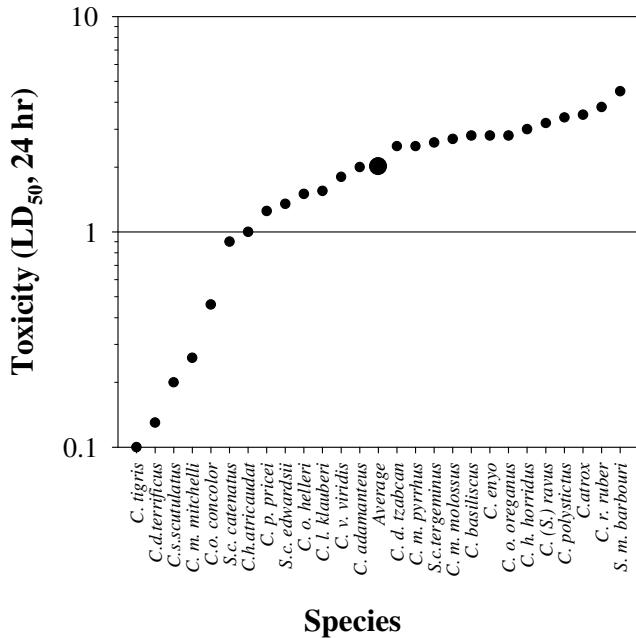 10
1
0.1
Toxicity (LD50, 24 hr)
C. tigris
C.d.terrificus
C.s.scutulatus
C. m. mitchelli
C.o. concolor
S.c. catenatus
C.h.atricaudat
C. p. pricei
S.c. edwardsii
C. o. helleri
C. l. klauberi
C. v. viridis
C. adamanteus
Average
C. d. tzabcan
C. m. pyrrhus
S.c.tergeminus
C. m. molossus
C. basiliscus
C. enyo
C. o. oreganus
C. h. horridus
C. (S.) ravus
C. polystictus
C.atrox
C. r. ruber
S. m. barbouri
Species